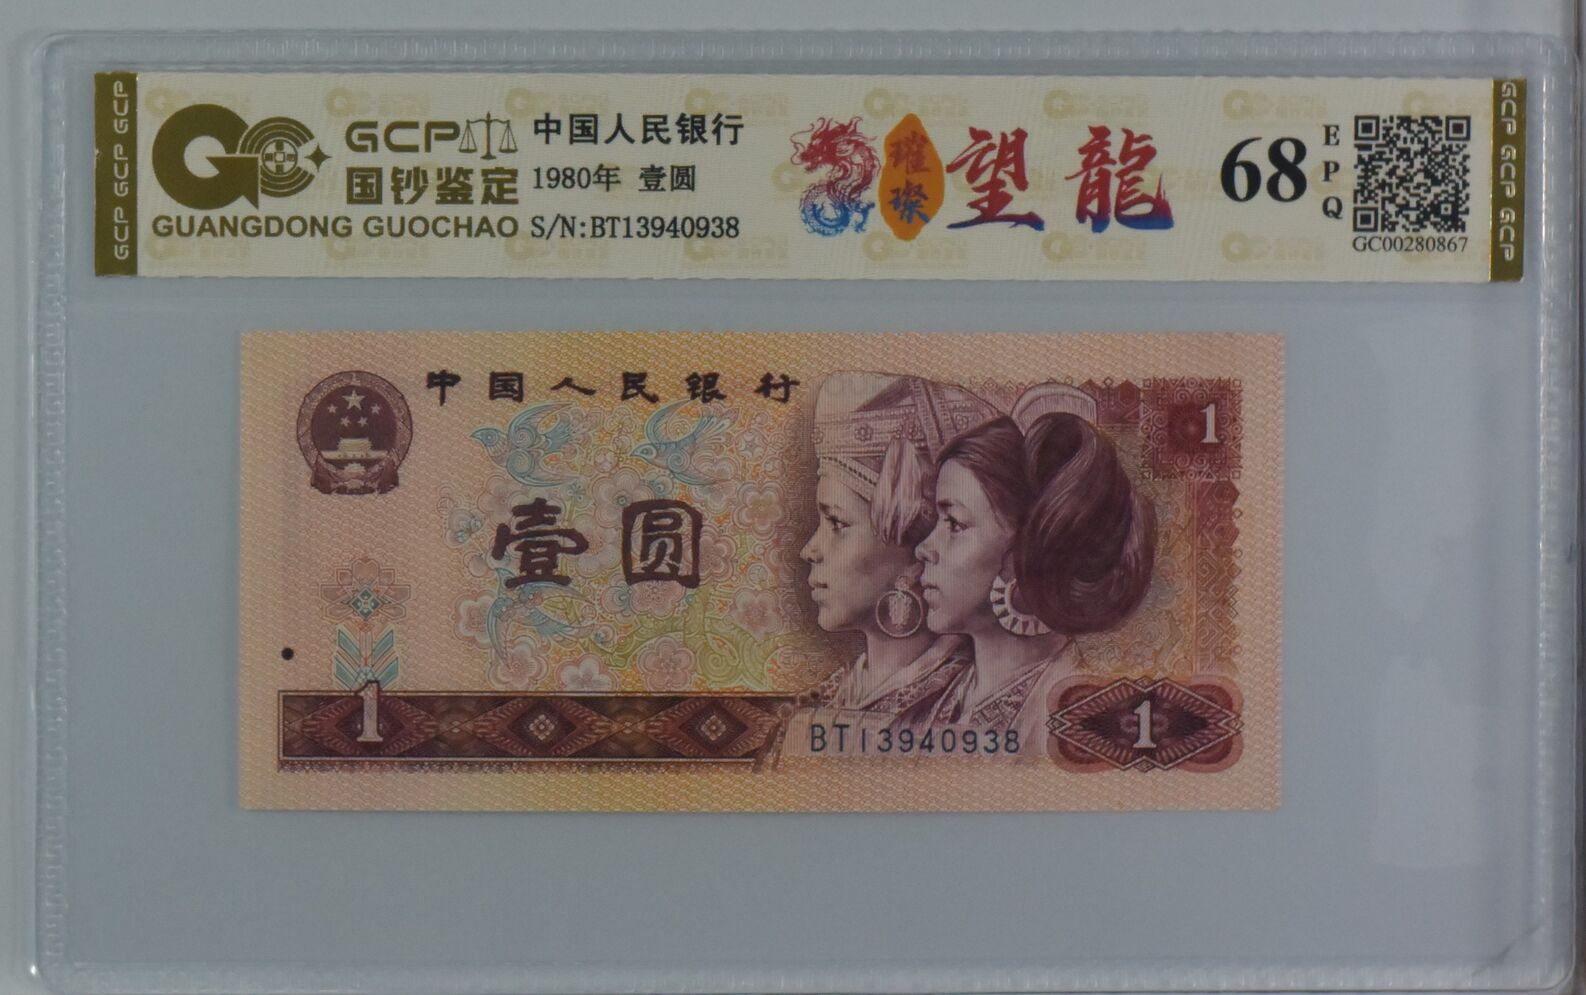 GCP
国钞鉴定
GUANGDONG GUOCHAO
中国人民银行
1980年 壹圆
S/N:BT13940938
璀璨
望龍
68
EPQ
GC00280867
GCP GCP GCP
GCP GCP GCP
中国人民银行
1
壹圆
1
BT13940938
1